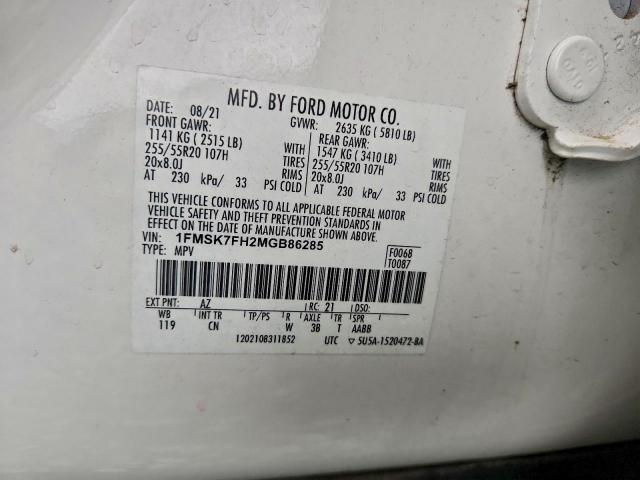 MFD. BY FORD MOTOR CO.
DATE: 08/21 GVWR: 2635 KG ( 5810 LB)
FRONT GAWR: REAR GAWR:
1141 KG ( 2515 LB) WITH 1547 KG ( 3410 LB) WITH
255/55R20 107H TIRES 255/55R20 107H TIRES
20x8.0J RIMS 20x8.0J RIMS
AT 230 kPa/ 33 PSI COLD AT 230 kPa/ 33 PSI COLD
THIS VEHICLE CONFORMS TO ALL APPLICABLE FEDERAL MOTOR
VEHICLE SAFETY AND THEFT PREVENTION STANDARDS IN
EFFECT ON THE DATE OF MANUFACTURE SHOWN ABOVE.
VIN: 1FMSK7FH2MGB86285 F0068
TYPE: MPV T0087
EXT PNT: AZ RC: 21 DSO:
WB INT TR TP/PS R AXLE TR SPR
119 CN W 3B T AABB
1202108311852 UTC ▽ 5U5A-1520472-BA